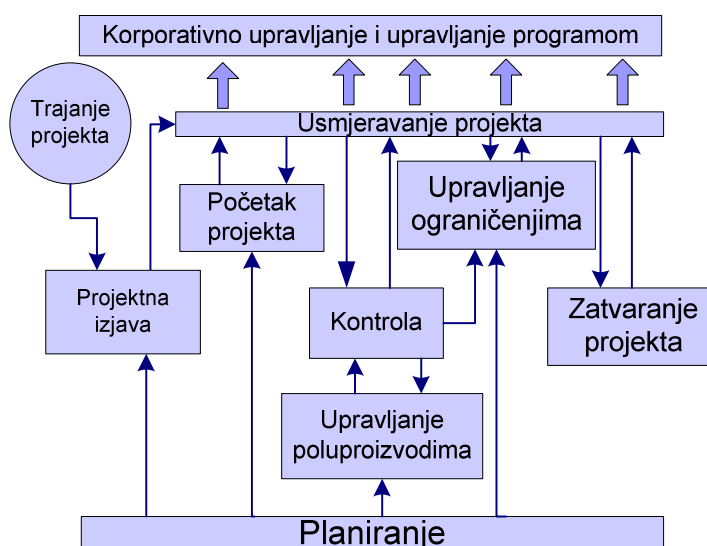 Korporativno upravljanje i upravljanje programom
Trajanje
projekta
Usmjeravanje projekta
Početak
projekta
Upravljanje
ograničenjima
Projektna
izjava
Kontrola
Zatvaranje
projekta
Upravljanje
poluproizvodima
Planiranje